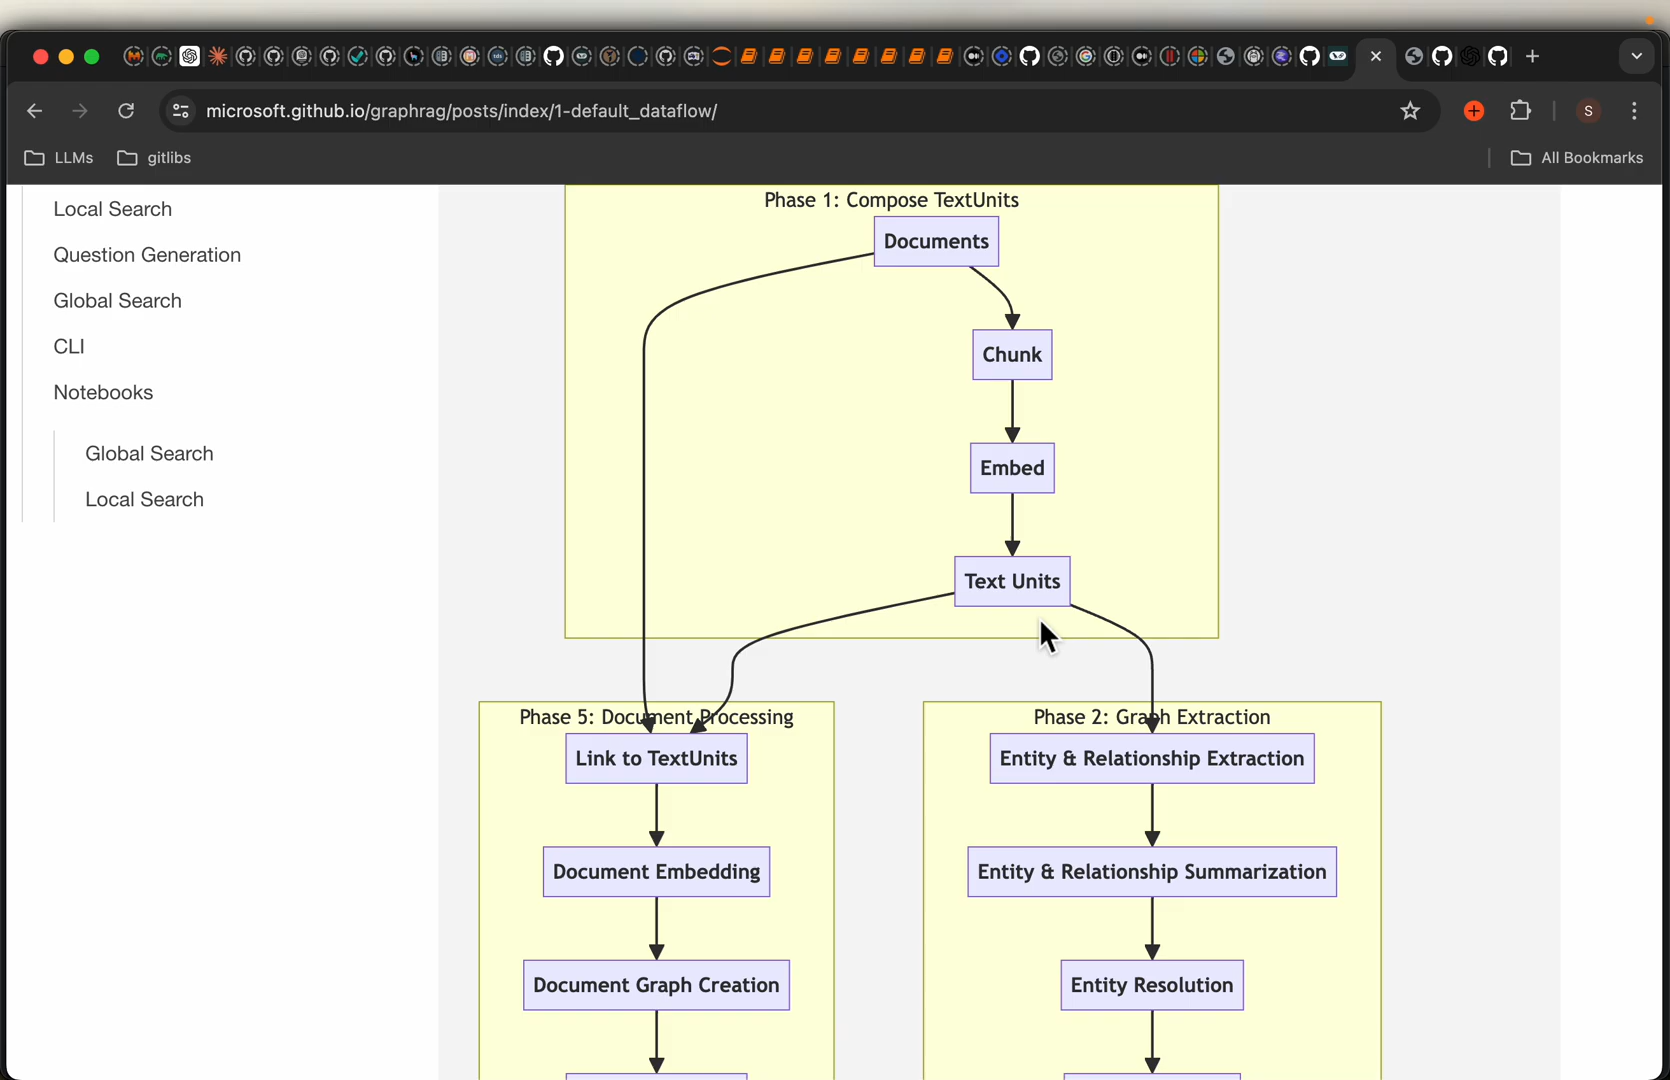 microsoft.github.io/graphrag/posts/index/1-default_dataflow/
S
LLMs
gitlibs
All Bookmarks
Local Search
Question Generation
Global Search
CLI
Notebooks
Global Search
Local Search
Phase 1: Compose TextUnits
Documents
Chunk
Embed
Text Units
Phase 5: Document Processing
Link to TextUnits
Document Embedding
Document Graph Creation
Phase 2: Graph Extraction
Entity & Relationship Extraction
Entity & Relationship Summarization
Entity Resolution